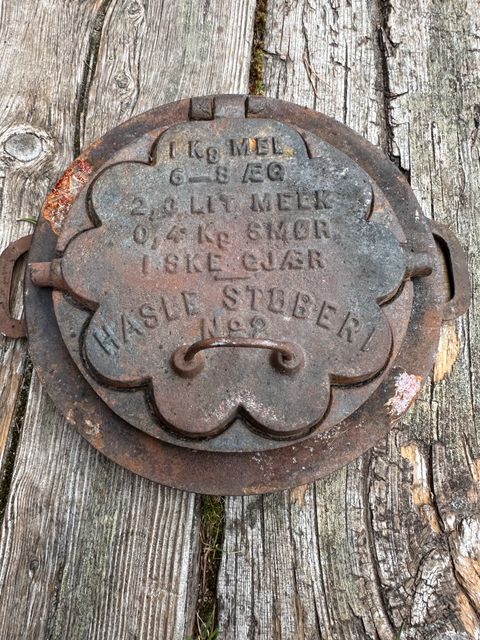 1 Kg MEL
6-8 ÆG
2,0 LIT. MELK
0,4 Kg SMØR.
1 SKE GJÆR
HASLE STØBERI
No 2